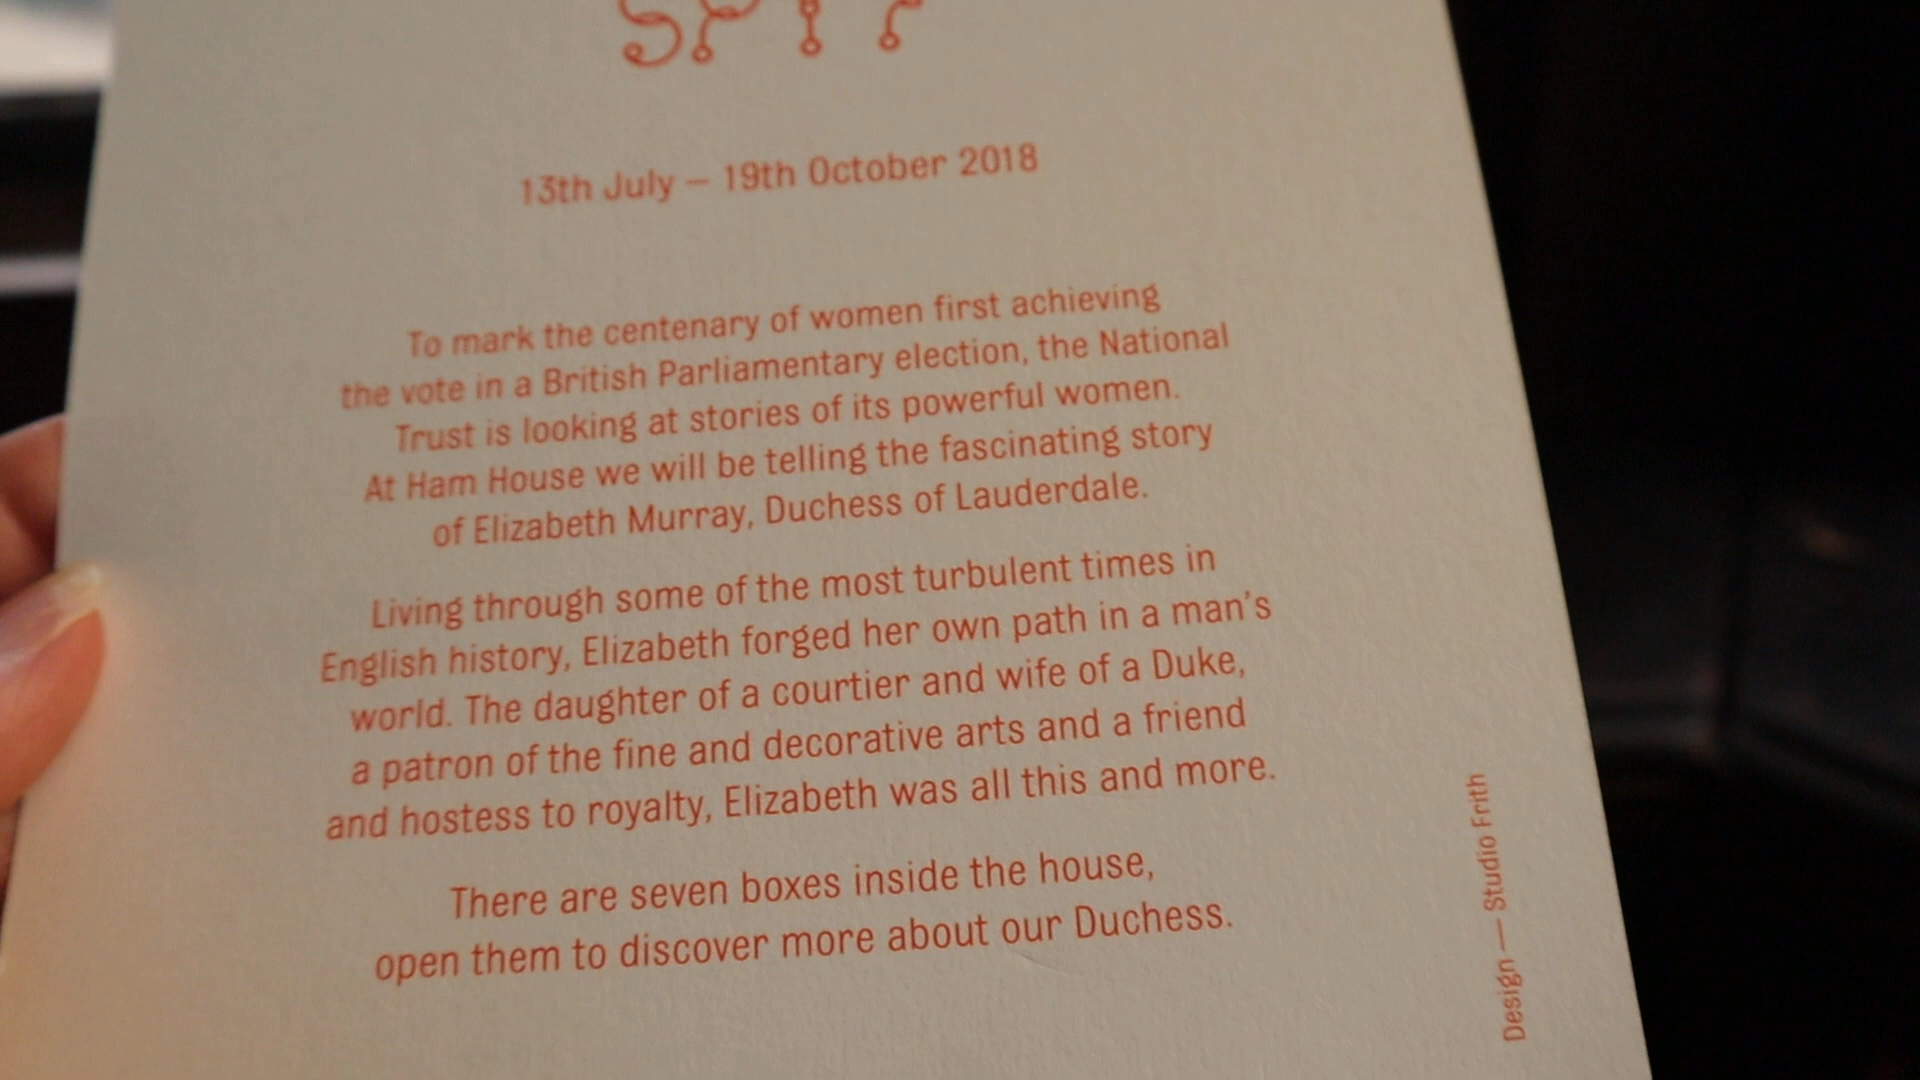 13th July – 19th October 2018
To mark the centenary of women first achieving
the vote in a British Parliamentary election, the National
Trust is looking at stories of its powerful women.
At Ham House we will be telling the fascinating story
of Elizabeth Murray, Duchess of Lauderdale.
Living through some of the most turbulent times in
English history, Elizabeth forged her own path in a man's
world. The daughter of a courtier and wife of a Duke,
a patron of the fine and decorative arts and a friend
and hostess to royalty, Elizabeth was all this and more.
There are seven boxes inside the house,
open them to discover more about our Duchess.
Design — Studio Frith